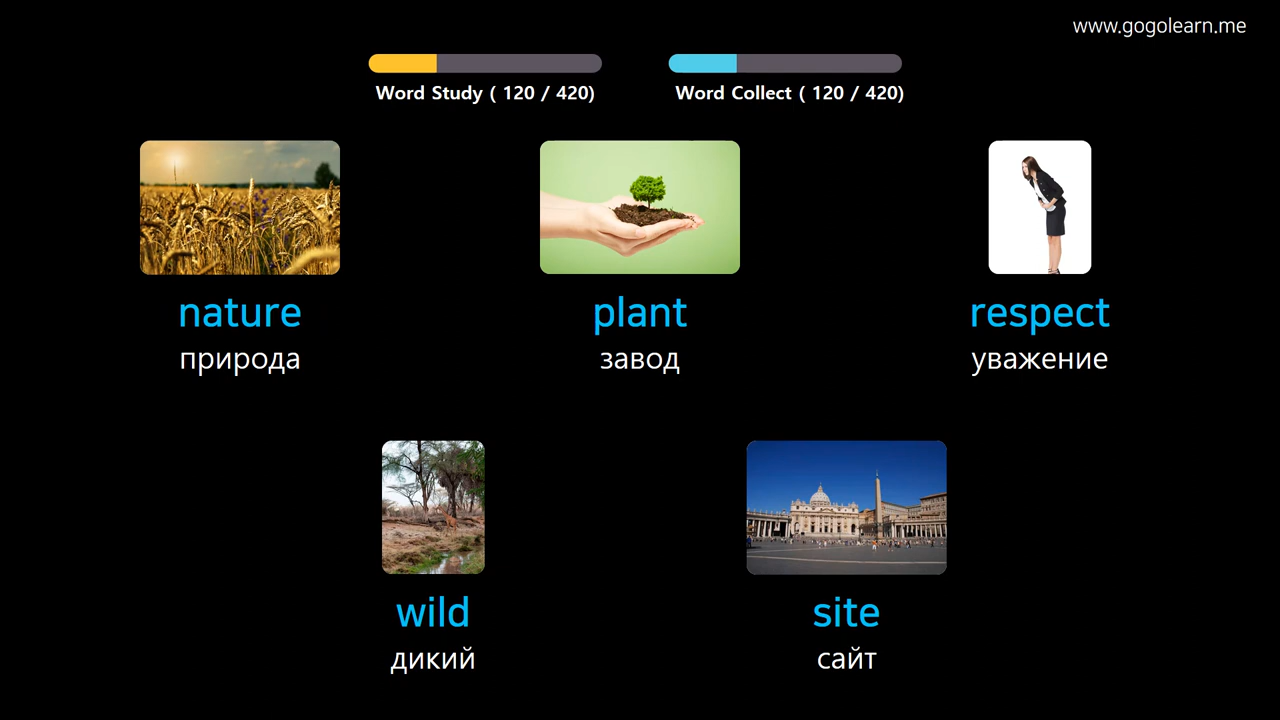 www.gogolearn.me
Word Study ( 120 / 420)
Word Collect ( 120 / 420)
nature
природа
plant
завод
respect
уважение
wild
дикий
site
сайт